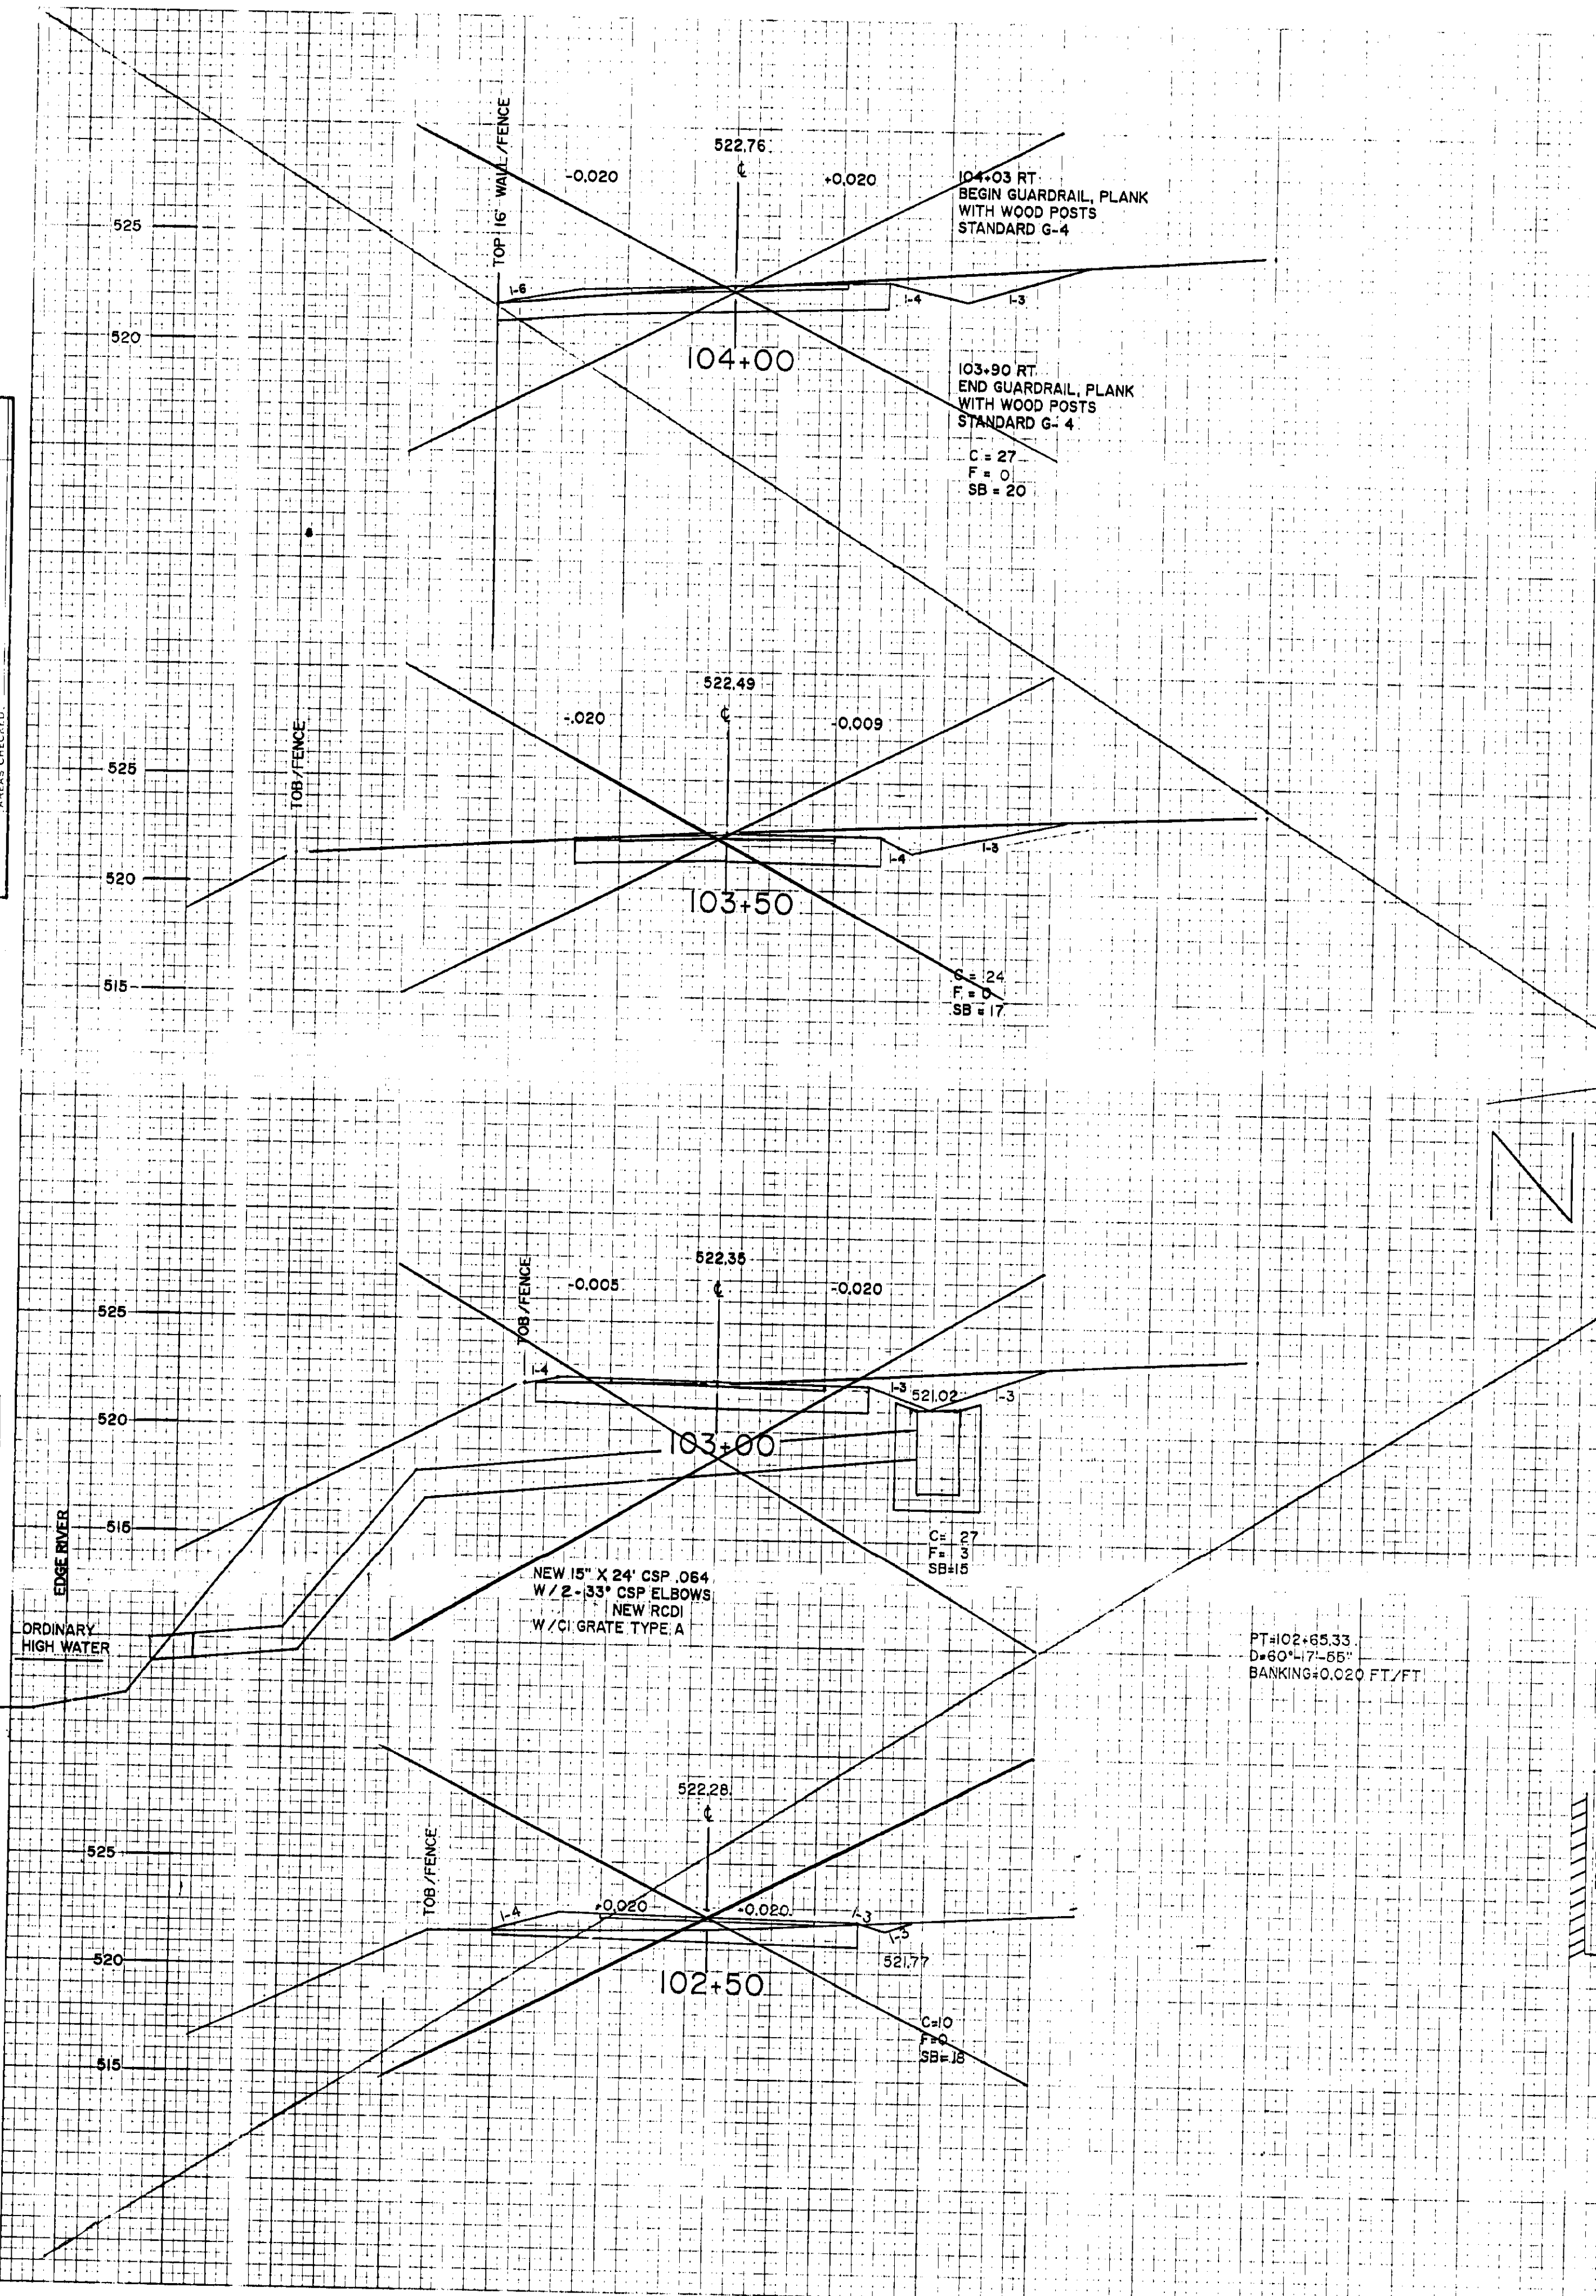 TOP 16' WALL/FENCE
522.76
℄
-0.020
+0.020
104+03 RT.
BEGIN GUARDRAIL, PLANK
WITH WOOD POSTS
STANDARD G-4
525
520
1-6
1-4
1-3
104+00
103+90 RT.
END GUARDRAIL, PLANK
WITH WOOD POSTS
STANDARD G-4
C = 27
F = 0
SB = 20
AREAS CHECKED
TOB/FENCE
522.49
℄
-.020
-0.009
525
520
515
1-4
1-3
103+50
C = 24
F = 0
SB = 17
N
TOB/FENCE
522.35
℄
-0.005
-0.020
525
520
515
1-4
1-3
521.02
1-3
103+00
C= 27
F= 3
SB=15
EDGE RIVER
ORDINARY
HIGH WATER
NEW 15" X 24' CSP .064
W/2-33° CSP ELBOWS
NEW RCDI
W/CI GRATE TYPE A
PT=102+65.33
D=60°-17'-55"
BANKING=0.020 FT/FT
TOB/FENCE
522.28
℄
525
520
515
1-4
+0.020
-0.020
1-3
1-3
521.77
102+50
C=10
F=0
SB=18